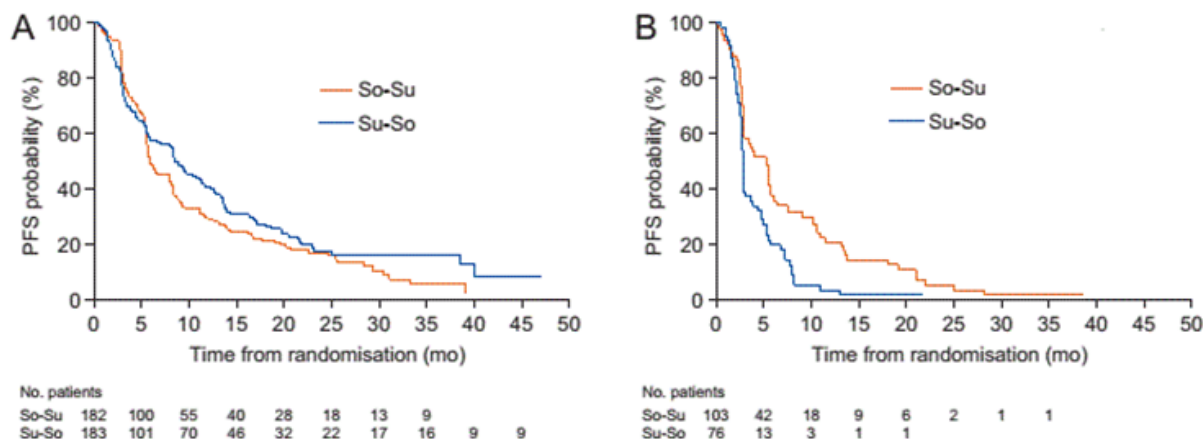 A
PFS probability (%)
100
80
60
40
20
0
So-Su
Su-So
0 5 10 15 20 25 30 35 40 45 50
Time from randomisation (mo)
No. patients
So-Su 182 100 55 40 28 18 13 9
Su-So 183 101 70 46 32 22 17 16 9 9
B
PFS probability (%)
100
80
60
40
20
0
So-Su
Su-So
0 5 10 15 20 25 30 35 40 45 50
Time from randomisation (mo)
No. patients
So-Su 103 42 18 9 6 2 1 1
Su-So 76 13 3 1 1